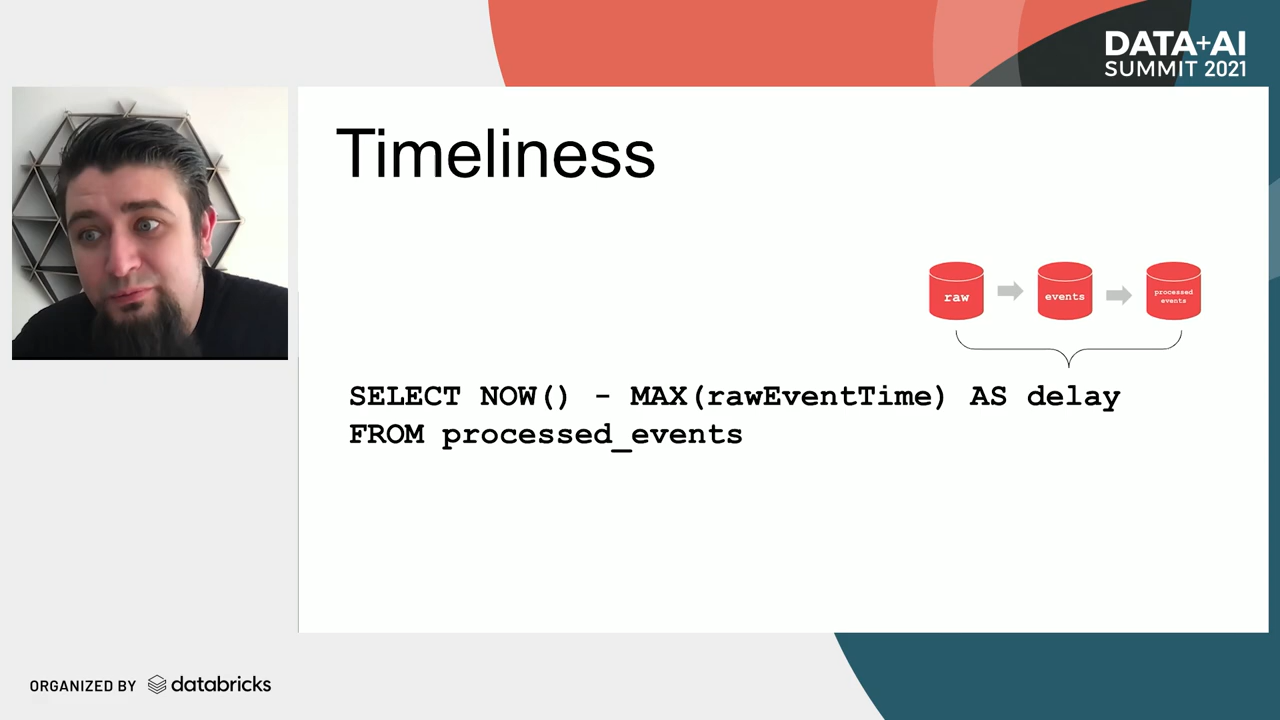 DATA+AI
SUMMIT 2021
Timeliness
raw
events
processed
events
SELECT NOW() - MAX(rawEventTime) AS delay
FROM processed_events
ORGANIZED BY databricks